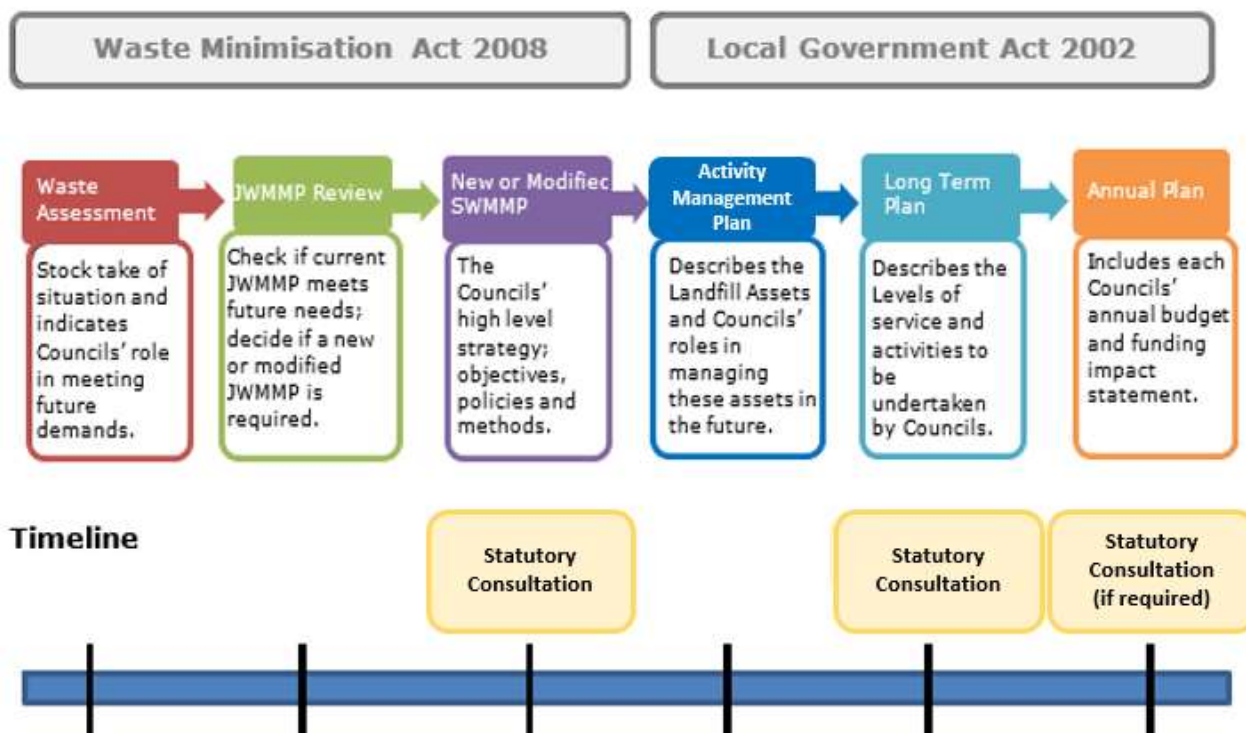 Waste Minimisation Act 2008
Local Government Act 2002
Waste
Assessment
Stock take of
situation and
indicates
Councils’ role
in meeting
future
demands.
JWMMP Review
Check if current
JWMMP meets
future needs;
decide if a new
or modified
JWMMP is
required.
New or Modified
SWMMP
The
Councils’
high level
strategy;
objectives,
policies and
methods.
Activity
Management
Plan
Describes the
Landfill Assets
and Councils’
roles in
managing
these assets in
the future.
Long Term
Plan
Describes the
Levels of
service and
activities to
be
undertaken
by Councils.
Annual Plan
Includes each
Councils’
annual budget
and funding
impact
statement.
Timeline
Statutory
Consultation
Statutory
Consultation
Statutory
Consultation
(if required)